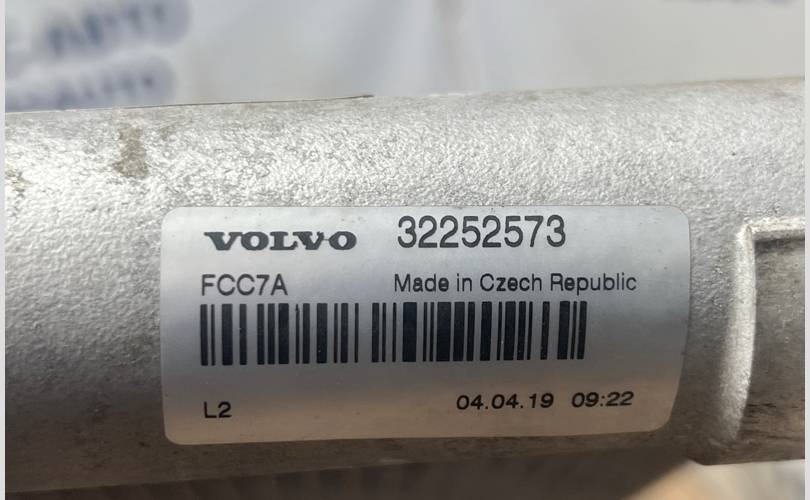 VOLVO 32252573
FCC7A Made in Czech Republic
L2 04.04.19 09:22